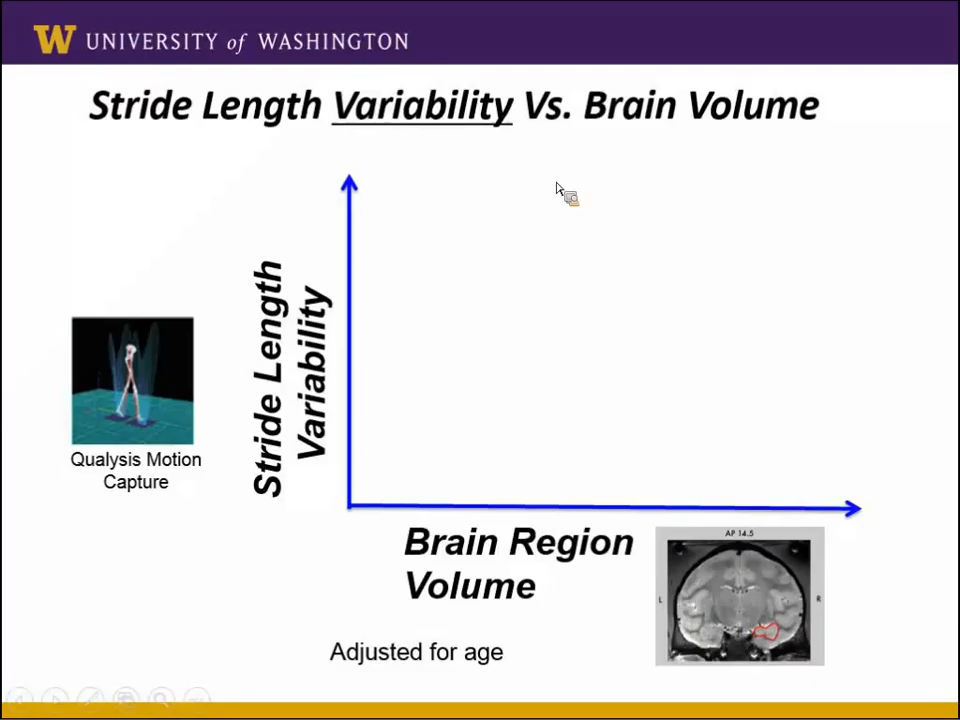 W UNIVERSITY of WASHINGTON
Stride Length Variability Vs. Brain Volume
Stride Length
Variability
Qualysis Motion
Capture
Brain Region
Volume
AP 14.5
L
R
Adjusted for age